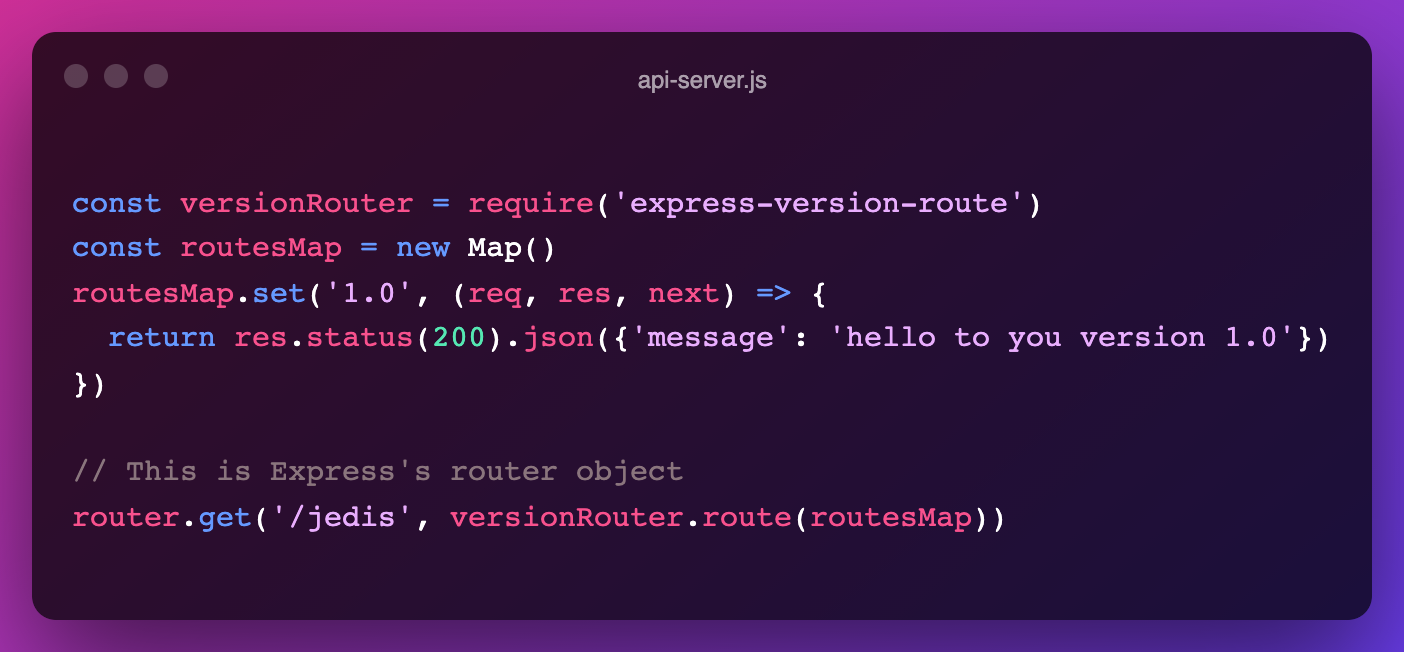 api-server.js
const versionRouter = require('express-version-route')
const routesMap = new Map()
routesMap.set('1.0', (req, res, next) => {
  return res.status(200).json({'message': 'hello to you version 1.0'})
})
// This is Express's router object
router.get('/jedis', versionRouter.route(routesMap))